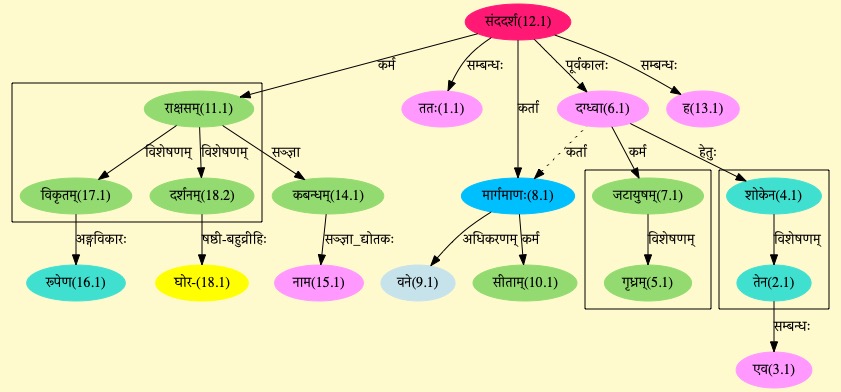 संददर्श(12.1)
कर्म
सम्बन्धः
पूर्वकालः
सम्बन्धः
राक्षसम्(11.1)
ततः(1.1)
कर्ता
दग्ध्वा(6.1)
ह(13.1)
विशेषणम्
विशेषणम्
सञ्ज्ञा
कर्ता
कर्म
हेतुः
विकृतम्(17.1)
दर्शनम्(18.2)
कबन्धम्(14.1)
मार्गमाणः(8.1)
जटायुषम्(7.1)
शोकेन(4.1)
अङ्गविकारः
षष्ठी-बहुव्रीहिः
सञ्ज्ञा_द्योतकः
अधिकरणम्
कर्म
विशेषणम्
विशेषणम्
रूपेण(16.1)
घोर-(18.1)
नाम(15.1)
वने(9.1)
सीताम्(10.1)
गृध्रम्(5.1)
तेन(2.1)
सम्बन्धः
एव(3.1)